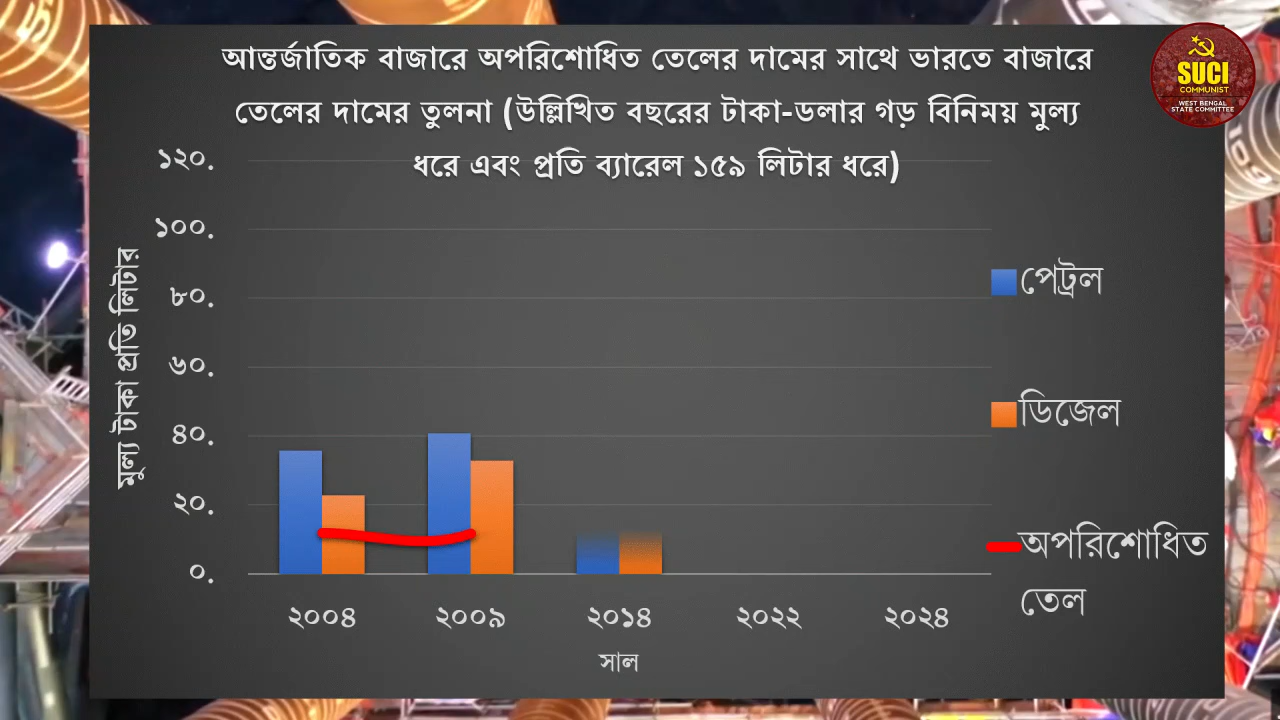 আন্তর্জাতিক বাজারে অপরিশোধিত তেলের দামের সাথে ভারতে বাজারে
তেলের দামের তুলনা (উল্লিখিত বছরের টাকা-ডলার গড় বিনিময় মুল্য
ধরে এবং প্রতি ব্যারেল ১৫৯ লিটার ধরে)
SUCI
COMMUNIST
WEST BENGAL
STATE COMMITTEE
মুল্য টাকা প্রতি লিটার
১২০.
১০০.
৮০.
৬০.
৪০.
২০.
০.
২০০৪
২০০৯
২০১৪
২০২২
২০২৪
সাল
পেট্রল
ডিজেল
অপরিশোধিত
তেল